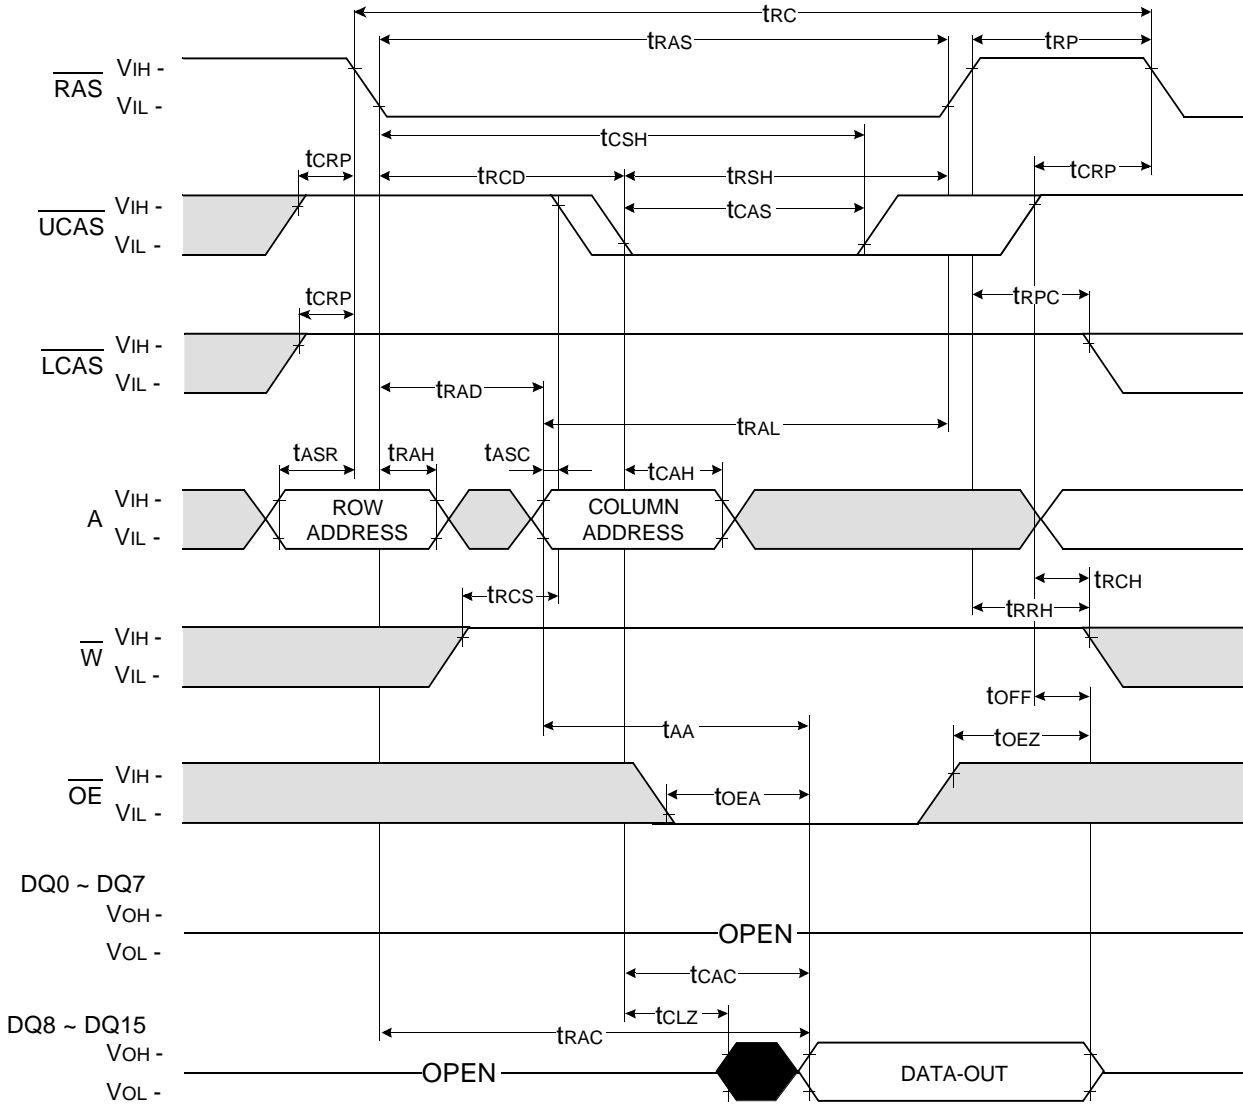 tRC
tRAS
tRP
RAS
VIH -
VIL -
tCSH
tCRP
tRCD
tRSH
tCRP
UCAS
VIH -
VIL -
tCAS
tCRP
tRPC
LCAS
VIH -
VIL -
tRAD
tRAL
tASR
tRAH
tASC
tCAH
A
VIH -
VIL -
ROW
ADDRESS
COLUMN
ADDRESS
tRCS
tRCH
tRRH
W
VIH -
VIL -
tOFF
tAA
tOEZ
OE
VIH -
VIL -
tOEA
DQ0 ~ DQ7
VOH -
VOL -
OPEN
tCAC
tCLZ
DQ8 ~ DQ15
tRAC
VOH -
VOL -
OPEN
DATA-OUT